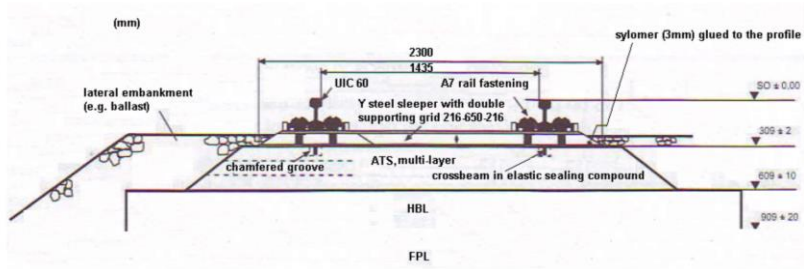 (mm)
sylomer (3mm) glued to the profile
2300
1435
UIC 60
A7 rail fastening
SO ± 0,00
lateral embankment
(e.g. ballast)
Y steel sleeper with double
supporting grid 216-650-216
309 ± 2
ATS, multi-layer
chamfered groove
crossbeam in elastic sealing compound
609 ± 10
HBL
909 ± 20
FPL